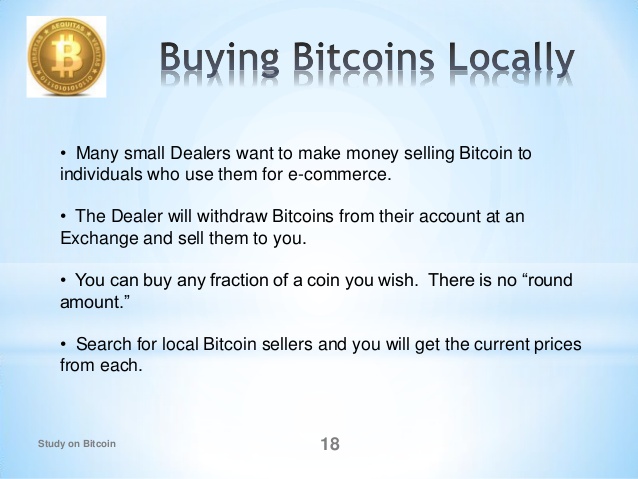 Buying Bitcoins Locally
• Many small Dealers want to make money selling Bitcoin to
individuals who use them for e-commerce.
• The Dealer will withdraw Bitcoins from their account at an
Exchange and sell them to you.
• You can buy any fraction of a coin you wish.  There is no “round
amount.”
• Search for local Bitcoin sellers and you will get the current prices
from each.
Study on Bitcoin
18